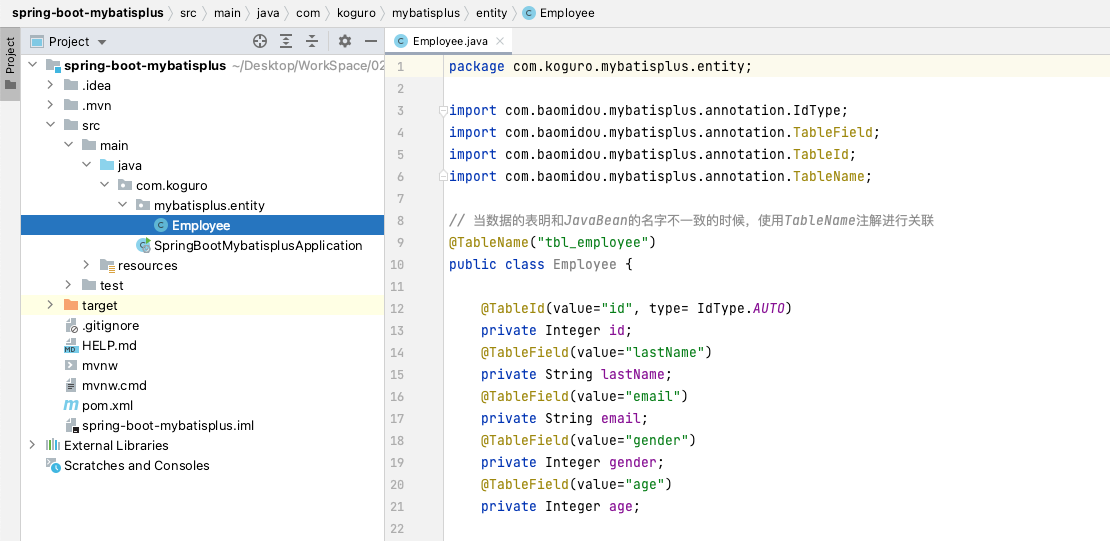 spring-boot-mybatisplus src main java com koguro mybatisplus entity Employee
Project
Project
Employee.java
spring-boot-mybatisplus ~/Desktop/WorkSpace/02
.idea
.mvn
src
main
java
com.koguro
mybatisplus.entity
Employee
SpringBootMybatisplusApplication
resources
test
target
.gitignore
HELP.md
mvnw
mvnw.cmd
pom.xml
spring-boot-mybatisplus.iml
External Libraries
Scratches and Consoles
1 package com.koguro.mybatisplus.entity;
2
3 import com.baomidou.mybatisplus.annotation.IdType;
4 import com.baomidou.mybatisplus.annotation.TableField;
5 import com.baomidou.mybatisplus.annotation.TableId;
6 import com.baomidou.mybatisplus.annotation.TableName;
7
8 // 当数据的表明和JavaBean的名字不一致的时候，使用TableName注解进行关联
9 @TableName("tbl_employee")
10 public class Employee {
11
12 @TableId(value="id", type= IdType.AUTO)
13 private Integer id;
14 @TableField(value="lastName")
15 private String lastName;
16 @TableField(value="email")
17 private String email;
18 @TableField(value="gender")
19 private Integer gender;
20 @TableField(value="age")
21 private Integer age;
22